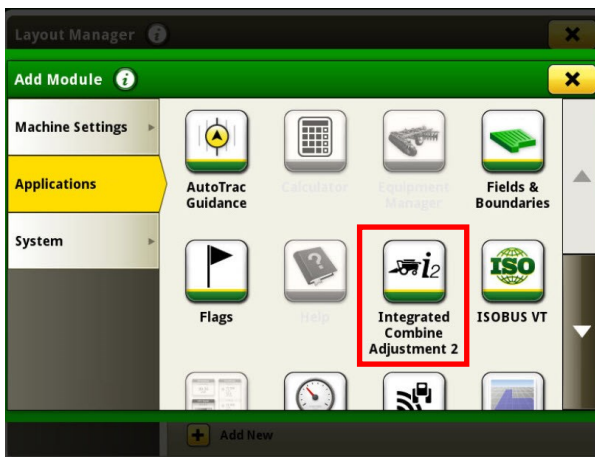 Layout Manager i
Add Module i
Machine Settings
Applications
System
AutoTrac
Guidance
Calculator
Equipment
Manager
Fields &
Boundaries
Flags
?
Help
i2
Integrated
Combine
Adjustment 2
ISO
ISOBUS VT
Add New